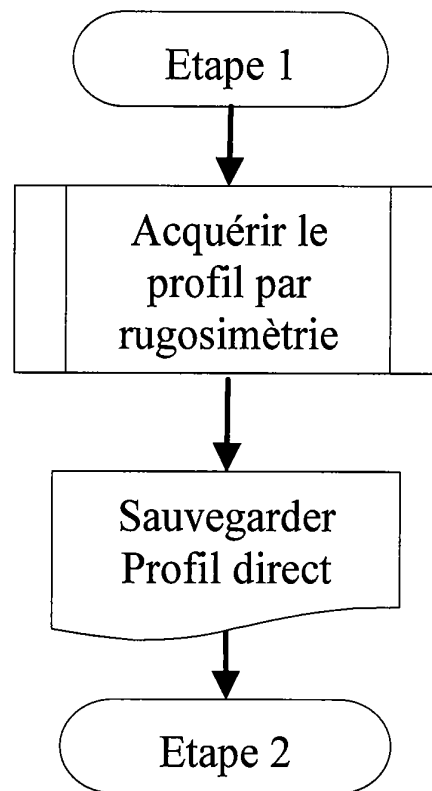 Etape 1
Acquérir le
profil par
rugosimètrie
Sauvegarder
Profil direct
Etape 2